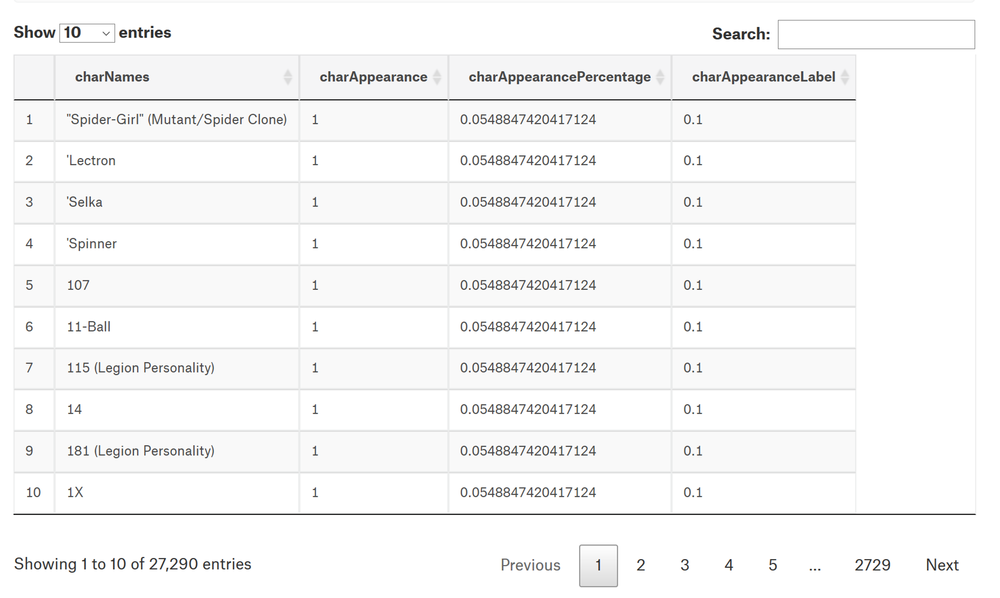 Show 10 entries Search:
charNames charAppearance charAppearancePercentage charAppearanceLabel
1 "Spider-Girl" (Mutant/Spider Clone) 1 0.0548847420417124 0.1
2 'Lectron 1 0.0548847420417124 0.1
3 'Selka 1 0.0548847420417124 0.1
4 'Spinner 1 0.0548847420417124 0.1
5 107 1 0.0548847420417124 0.1
6 11-Ball 1 0.0548847420417124 0.1
7 115 (Legion Personality) 1 0.0548847420417124 0.1
8 14 1 0.0548847420417124 0.1
9 181 (Legion Personality) 1 0.0548847420417124 0.1
10 1X 1 0.0548847420417124 0.1
Showing 1 to 10 of 27,290 entries Previous 1 2 3 4 5 ... 2729 Next